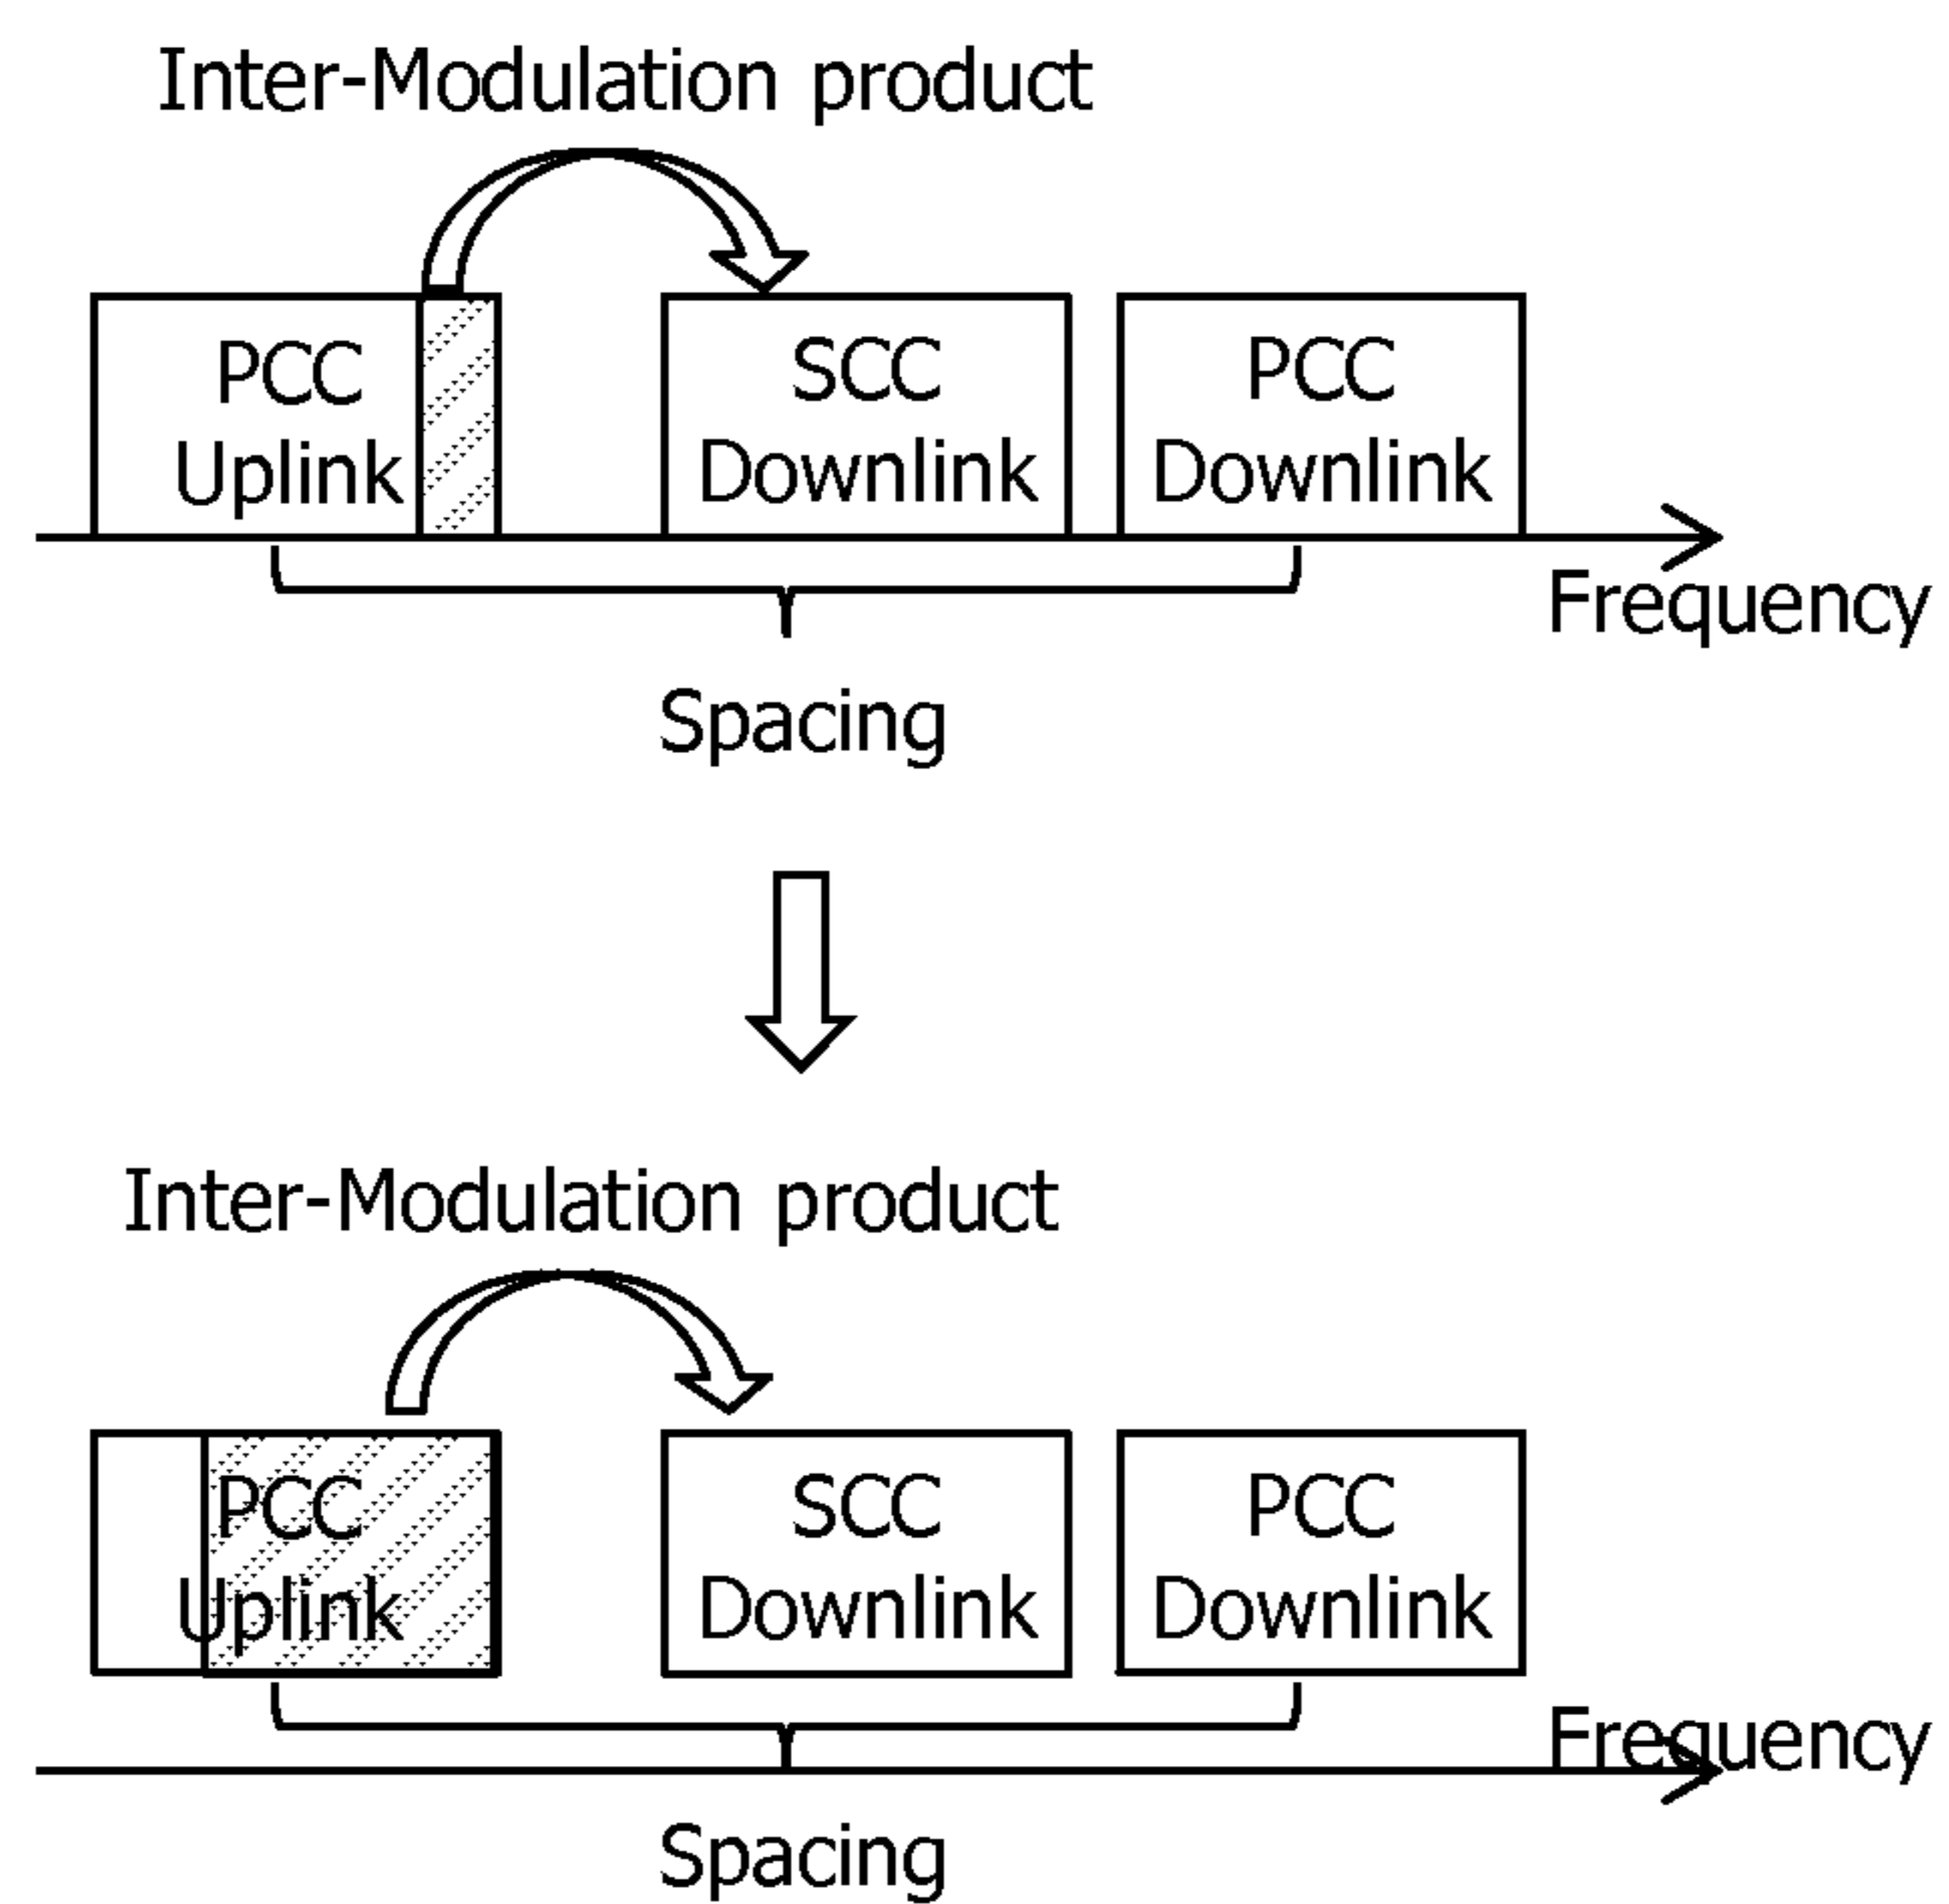 Inter-Modulation product
PCC
Uplink
SCC
Downlink
PCC
Downlink
Frequency
Spacing
Inter-Modulation product
PCC
Uplink
SCC
Downlink
PCC
Downlink
Frequency
Spacing